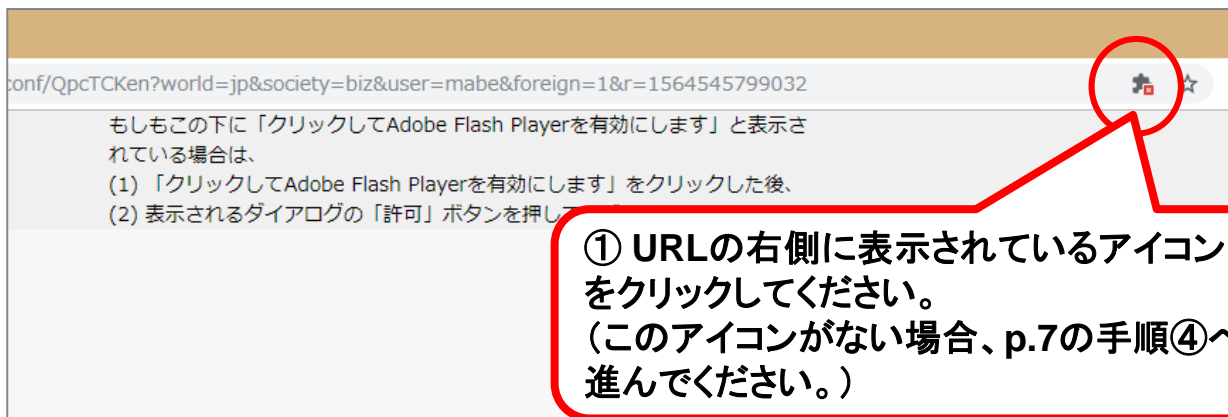 conf/QpcTCKen?world=jp&society=biz&user=mabe&foreign=1&r=1564545799032
もしもこの下に「クリックしてAdobe Flash Playerを有効にします」と表示さ
れている場合は、
(1) 「クリックしてAdobe Flash Playerを有効にします」をクリックした後、
(2) 表示されるダイアログの「許可」ボタンを押し
① URLの右側に表示されているアイコン
をクリックしてください。
（このアイコンがない場合、p.7の手順④へ
進んでください。）